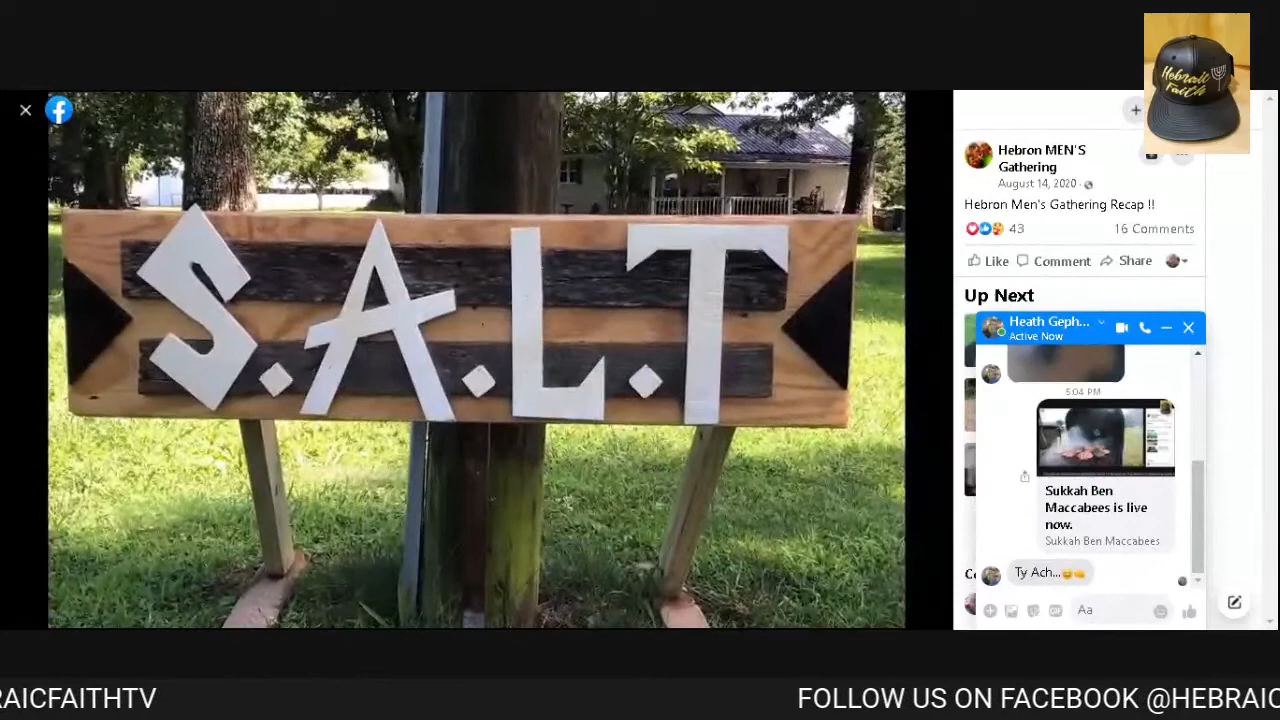 Hebraic
Faith
S.A.L.T
Hebron MEN'S
Gathering
August 14, 2020
Hebron Men's Gathering Recap !!
43
16 Comments
Like
Comment
Share
Up Next
Heath Geph...
Active Now
5:04 PM
Sukkah Ben
Maccabees is live
now.
Sukkah Ben Maccabees
Ty Ach...
GIF
Aa
RAICFAITHTV
FOLLOW US ON FACEBOOK @HEBRAIC